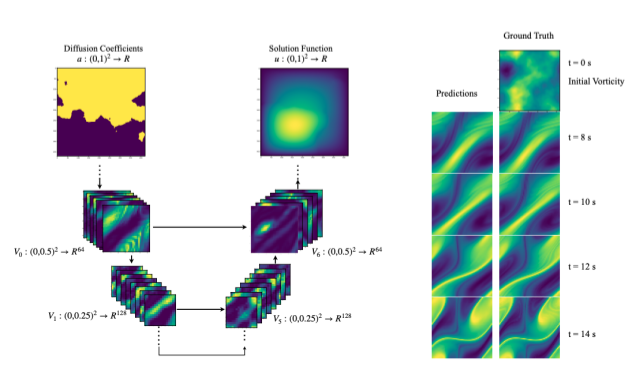 Diffusion Coefficients
a : (0,1)² → R
Solution Function
u : (0,1)² → R
V₀ : (0,0.5)² → R⁶⁴
V₆ : (0,0.5)² → R⁶⁴
V₁ : (0,0.25)² → R¹²⁸
V₅ : (0,0.25)² → R¹²⁸
Ground Truth
t = 0 s
Initial Vorticity
Predictions
t = 8 s
t = 10 s
t = 12 s
t = 14 s